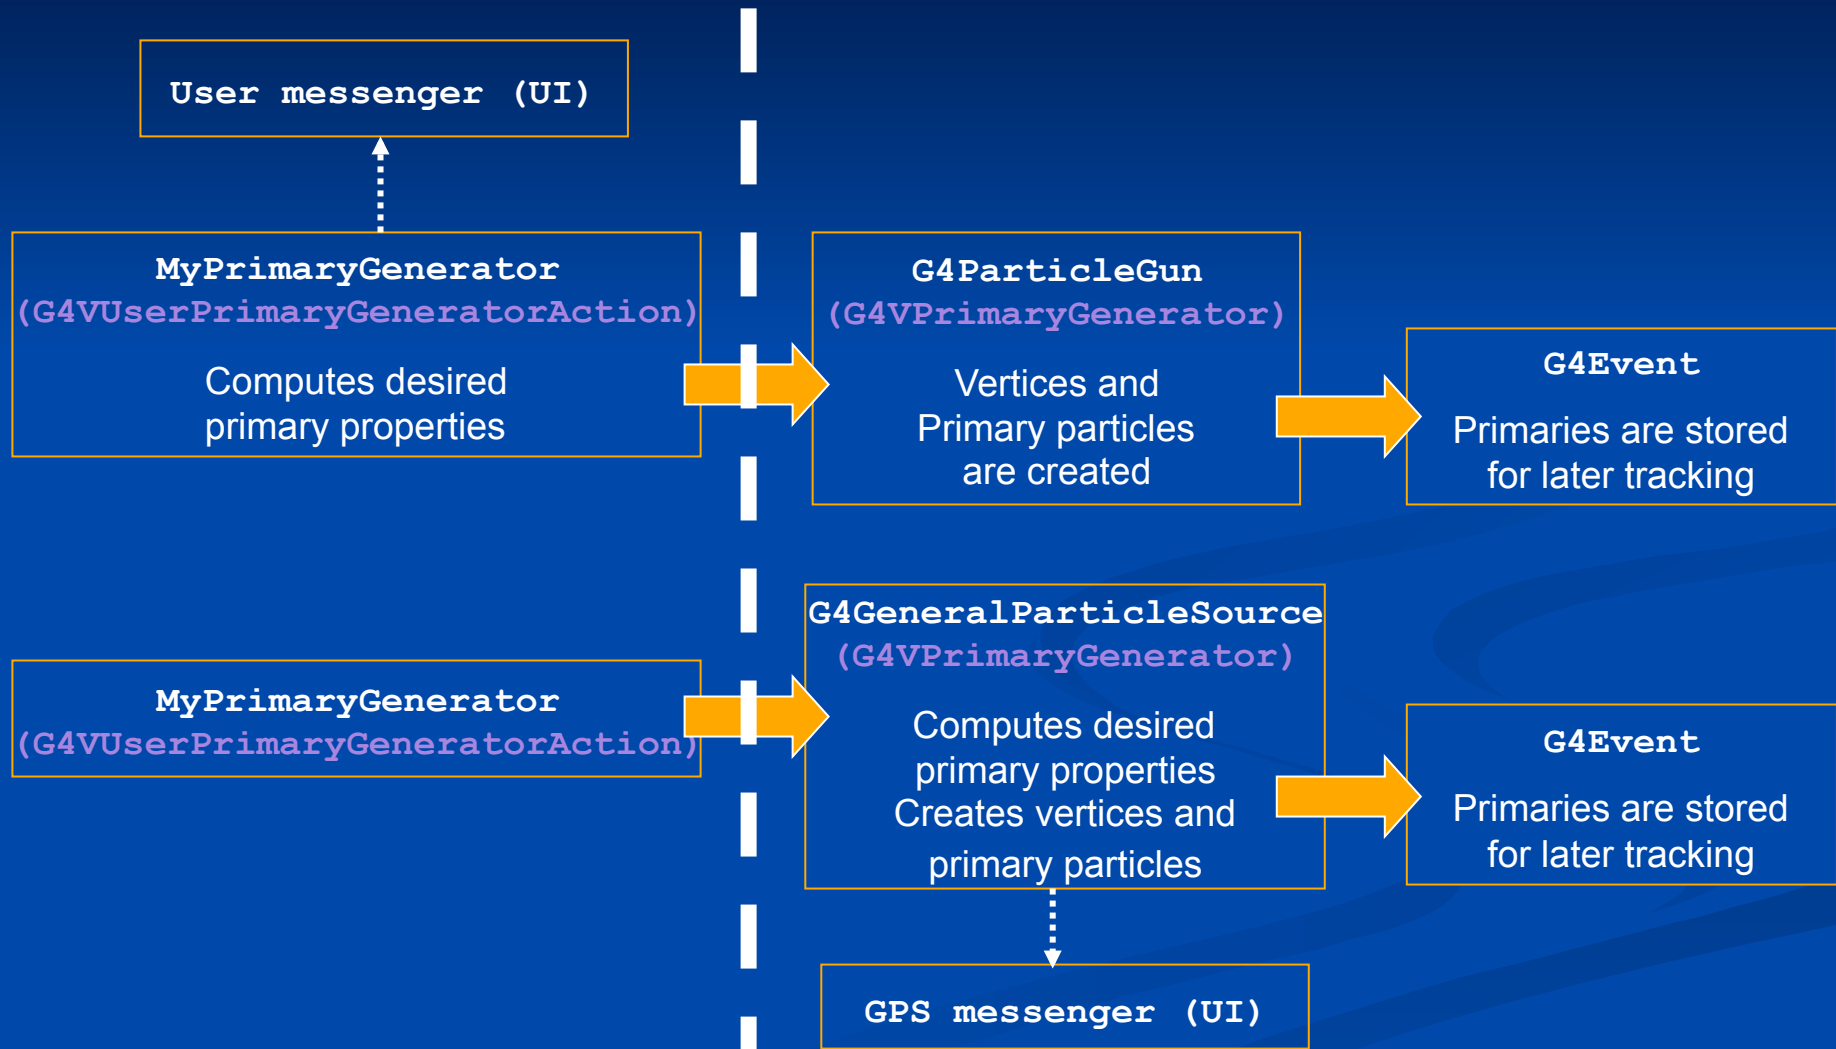 User messenger (UI)
MyPrimaryGenerator
(G4VUserPrimaryGeneratorAction)
Computes desired
primary properties
G4ParticleGun
(G4VPrimaryGenerator)
Vertices and
Primary particles
are created
G4Event
Primaries are stored
for later tracking
MyPrimaryGenerator
(G4VUserPrimaryGeneratorAction)
G4GeneralParticleSource
(G4VPrimaryGenerator)
Computes desired
primary properties
Creates vertices and
primary particles
G4Event
Primaries are stored
for later tracking
GPS messenger (UI)